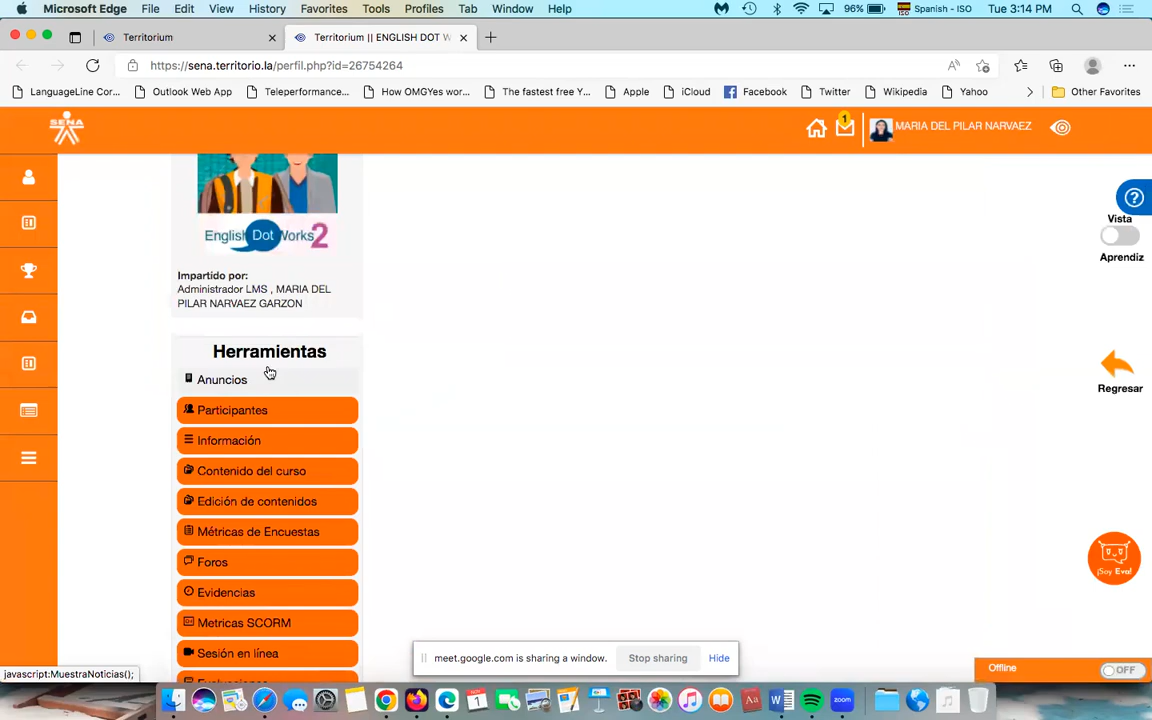 Microsoft Edge File Edit View History Favorites Tools Profiles Tab Window Help 96% Spanish - ISO Tue 3:14 PM
Territorium Territorium || ENGLISH DOT W
https://sena.territorio.la/perfil.php?id=26754264
LanguageLine Cor... Outlook Web App Teleperformance... How OMGYes wor... The fastest free Y... Apple iCloud Facebook Twitter Wikipedia Yahoo Other Favorites
SENA 1 MARIA DEL PILAR NARVAEZ
English Dot Works 2
Impartido por:
Administrador LMS , MARIA DEL
PILAR NARVAEZ GARZON
Vista
Aprendiz
Regresar
Herramientas
Anuncios
Participantes
Información
Contenido del curso
Edición de contenidos
Métricas de Encuestas
Foros
Evidencias
Metricas SCORM
Sesión en línea
¡Soy Eva!
meet.google.com is sharing a window. Stop sharing Hide
Offline OFF
javascript:MuestraNoticias();